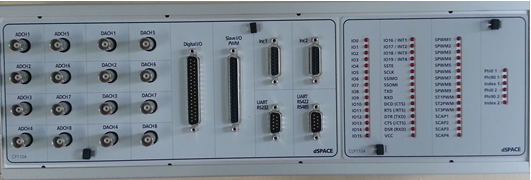 ADCH1 ADCH5 DACH1 DACH5
Digital I/O
Slave I/O
PWM
Inc1 Inc2
ADCH2 ADCH6 DACH2 DACH6
ADCH3 ADCH7 DACH3 DACH7
UART
RS232
UART
RS422
RS485
ADCH4 ADCH8 DACH4 DACH8
CLP1104
dSPACE
IO0 IO16 / INT1 SPWM1
IO1 IO17 / INT2 SPWM2
IO2 IO18 / INT3 SPWM3
IO3 IO19 / INT4 SPWM4
IO4 SSTE SPWM5
IO5 SCLK SPWM6
IO6 SSIMO SPWM7
IO7 SSOMI SPWM8
IO8 TXD SPWM9
IO9 RXD ST1PWM
IO10 DCD (CTS) ST2PWM
IO11 RTS (/RTS) ST3PWM
IO12 DTR (TXD) SCAP1
IO13 CTS (/CTS) SCAP2
IO14 DSR (RXD) SCAP3
IO15 VCC SCAP4
Phi0 1
Phi90 1
Index 1
Phi0 2
Phi90 2
Index 2
CLP1104
dSPACE